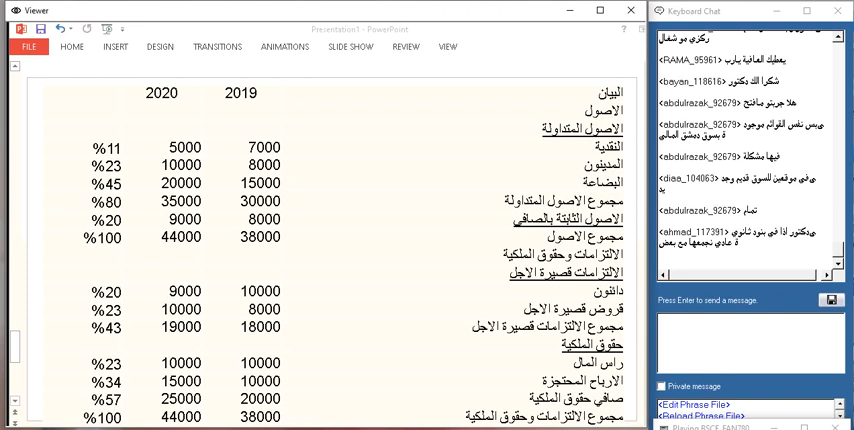 Viewer
Presentation1 - PowerPoint
FILE HOME INSERT DESIGN TRANSITIONS ANIMATIONS SLIDE SHOW REVIEW VIEW
البيان 2019 2020
الاصول
الاصول المتداولة
النقدية 7000 5000 %11
المدينون 8000 10000 %23
البضاعة 15000 20000 %45
مجموع الاصول المتداولة 30000 35000 %80
الاصول الثابتة بالصافي 8000 9000 %20
مجموع الاصول 38000 44000 %100
الالتزامات وحقوق الملكية
الالتزامات قصيرة الاجل
دائنون 10000 9000 %20
قروض قصيرة الاجل 8000 10000 %23
مجموع الالتزامات قصيرة الاجل 18000 19000 %43
حقوق الملكية
راس المال 10000 10000 %23
الارباح المحتجزة 10000 15000 %34
صافي حقوق الملكية 20000 25000 %57
مجموع الالتزامات وحقوق الملكية 38000 44000 %100
Keyboard Chat
ركزي مو شغال
<RAMA_95961> يعطيك العافية يارب
<bayan_118616> شكرا الك دكتور
<abdulrazak_92679> هلا جربتو مافتح
<abdulrazak_92679> بس نفس القوائم موجود
ة بسوق دمشق المالي
<abdulrazak_92679> فيها مشكلة
<diaa_104063> في موقعين للسوق قديم وجد
يد
<abdulrazak_92679> تمام
<ahmad_117391> دكتور اذا في بنود ثانوي
ة عادي نجمعها مع بعض
Press Enter to send a message.
Private message
<Edit Phrase File>
<Reload Phrase File>